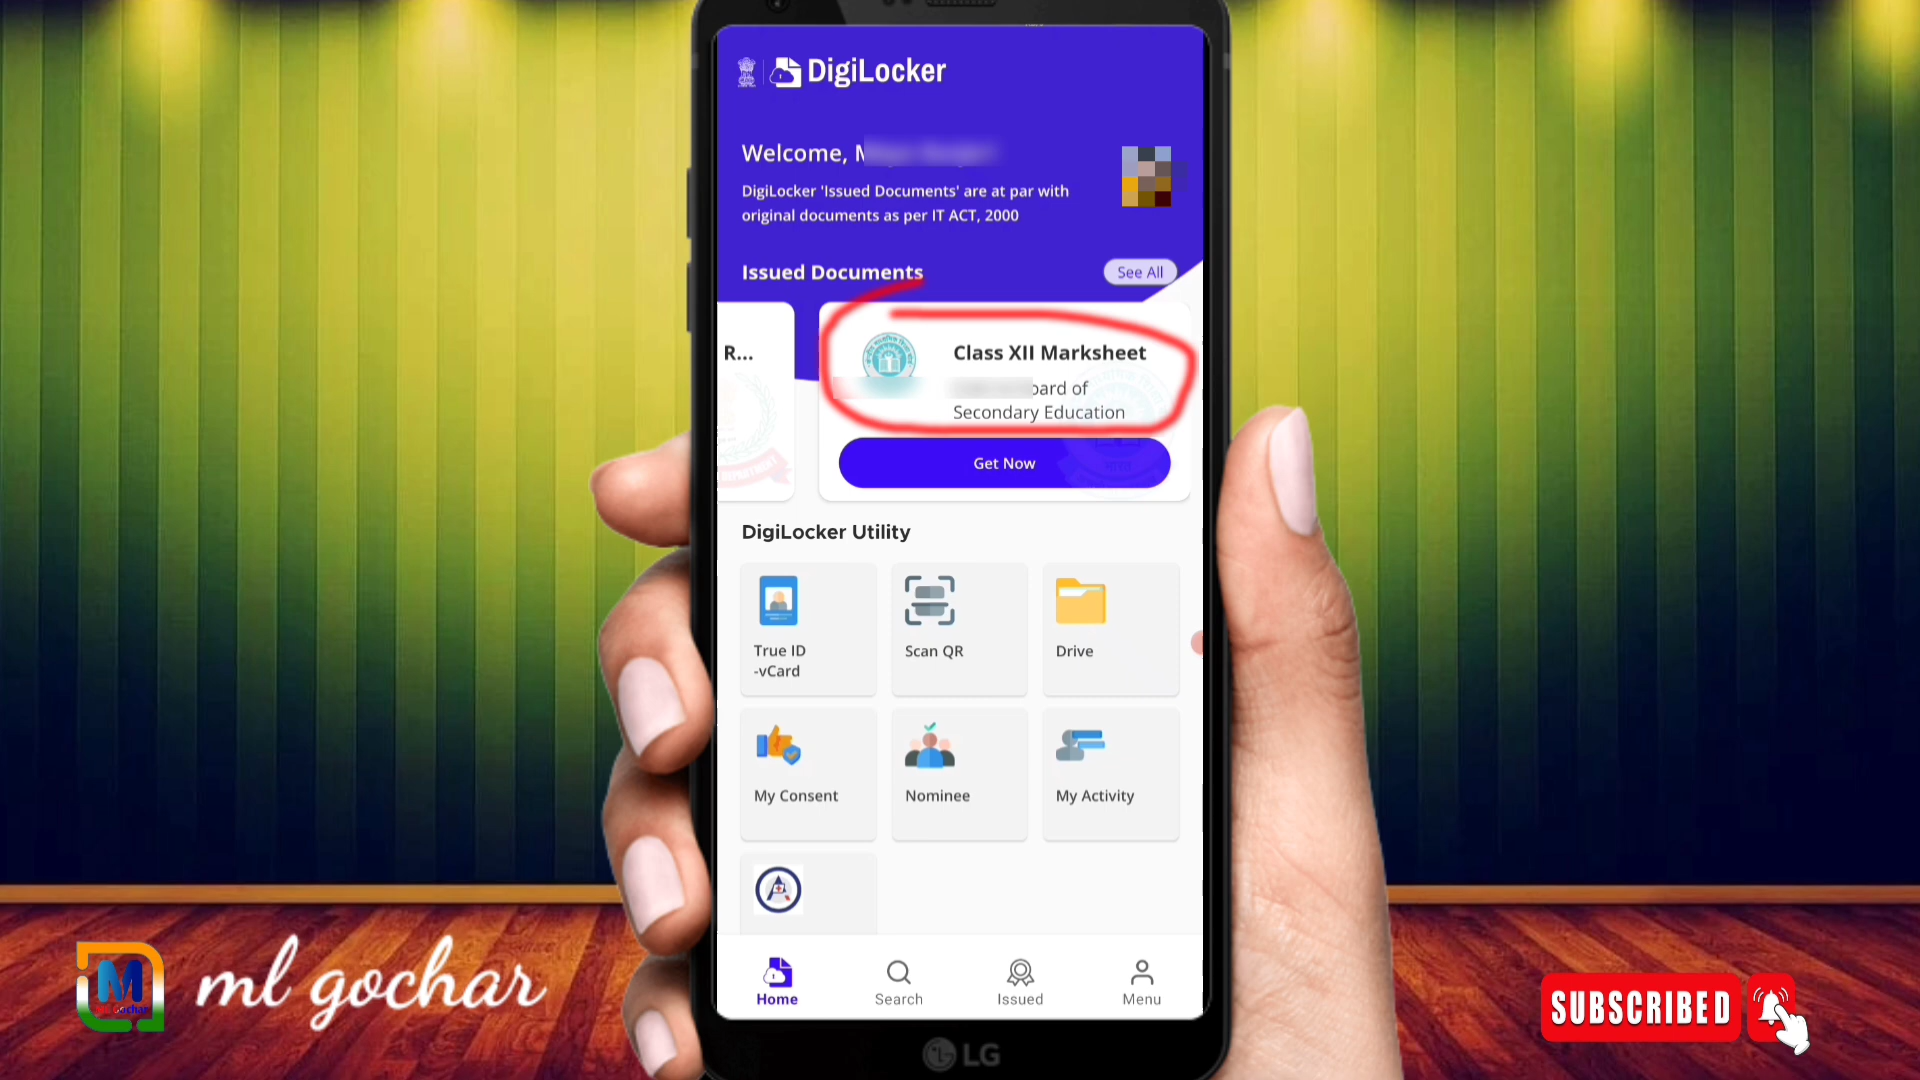 DigiLocker
Welcome,
DigiLocker 'Issued Documents' are at par with
original documents as per IT ACT, 2000
Issued Documents
See All
R...
Class XII Marksheet
oard of
Secondary Education
Get Now
DigiLocker Utility
True ID
-vCard
Scan QR
Drive
My Consent
Nominee
My Activity
Home
Search
Issued
Menu
LG
M
ml gochar
SUBSCRIBED